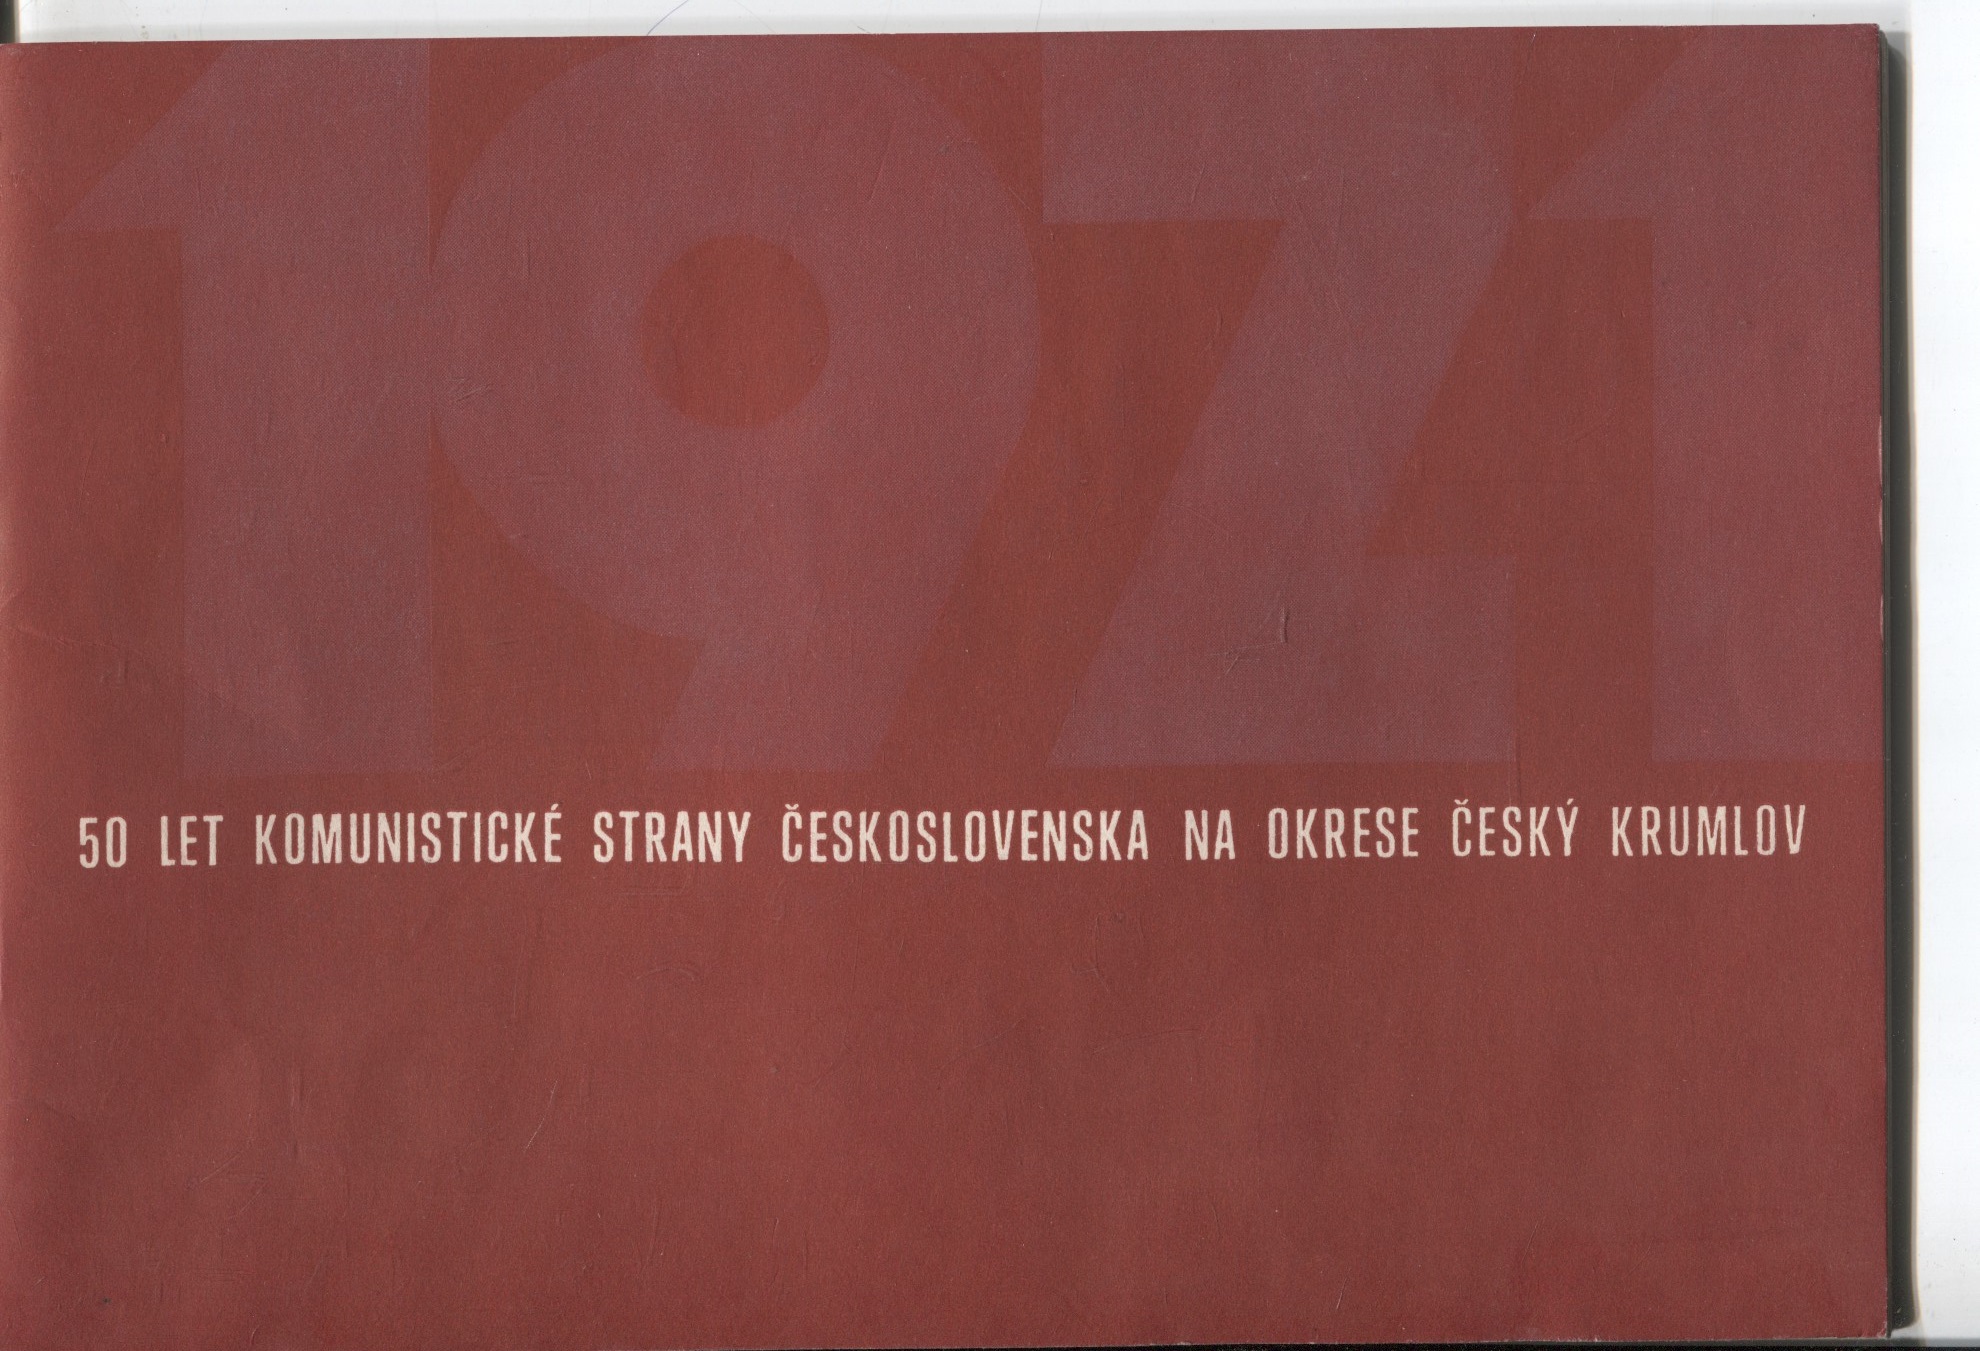 1921
50 LET KOMUNISTICKÉ STRANY ČESKOSLOVENSKA NA OKRESE ČESKÝ KRUMLOV